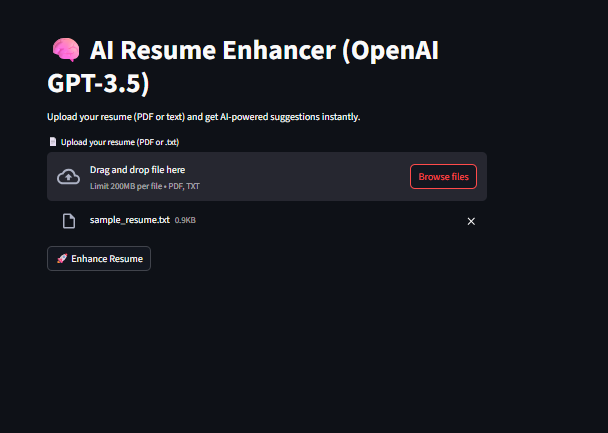 🧠 AI Resume Enhancer (OpenAI
GPT-3.5)
Upload your resume (PDF or text) and get AI-powered suggestions instantly.
📄 Upload your resume (PDF or .txt)
Drag and drop file here
Limit 200MB per file • PDF, TXT
Browse files
sample_resume.txt 0.9KB
🚀 Enhance Resume